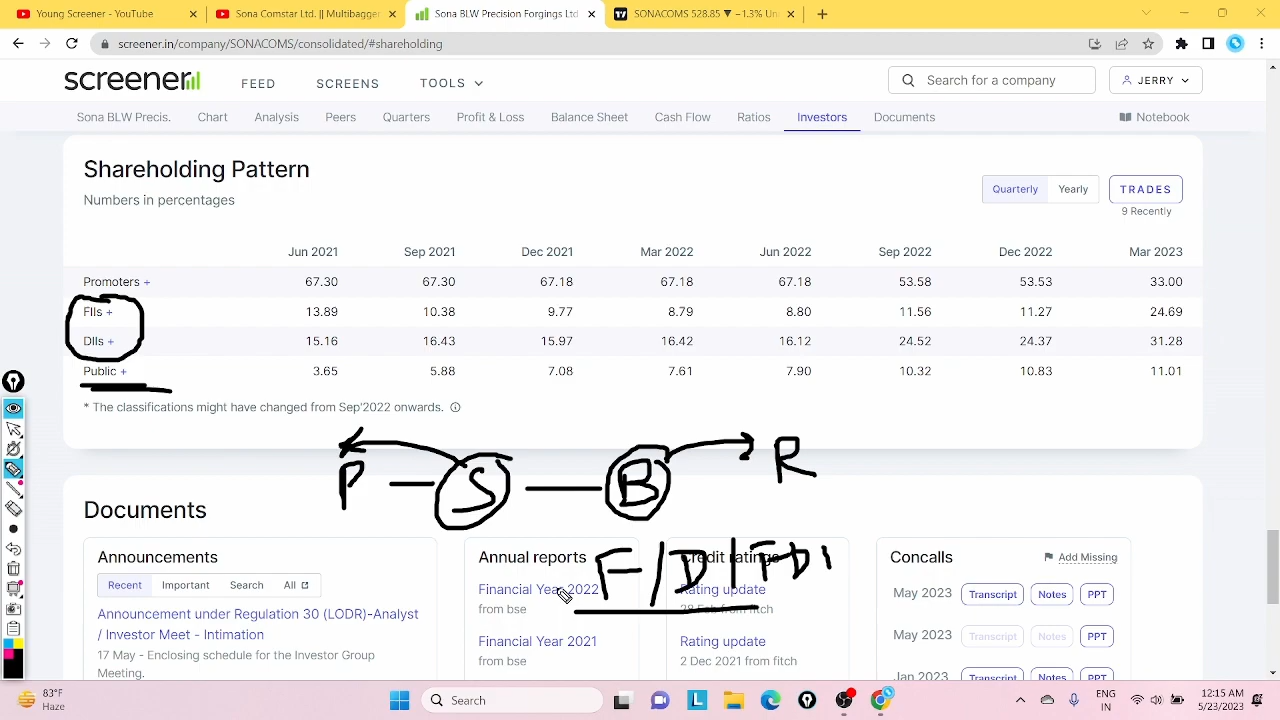 Young - YouTube
Sona Comstar Ltd. || Multibagger
Sona BLW Precision Forgings Ltd
SONACOMS 528.85 ▼ −1.3% Un
screener.in/company/SONACOMS/consolidated/#shareholding
screener
FEED SCREENS TOOLS
Search for a company
JERRY
Sona BLW Precis. Chart Analysis Peers Quarters Profit & Loss Balance Sheet Cash Flow Ratios Investors Documents Notebook
Shareholding Pattern
Numbers in percentages
Quarterly Yearly TRADES
9 Recently
Jun 2021 Sep 2021 Dec 2021 Mar 2022 Jun 2022 Sep 2022 Dec 2022 Mar 2023
Promoters + 67.30 67.30 67.18 67.18 67.18 53.58 53.53 33.00
FIIs + 13.89 10.38 9.77 8.79 8.80 11.56 11.27 24.69
DIIs + 15.16 16.43 15.97 16.42 16.12 24.52 24.37 31.28
Public + 3.65 5.88 7.08 7.61 7.90 10.32 10.83 11.01
* The classifications might have changed from Sep'2022 onwards.
P S B R
F/D/FDI
Documents
Announcements
Recent Important Search All
Announcement under Regulation 30 (LODR)-Analyst
/ Investor Meet - Intimation
17 May - Enclosing schedule for the Investor Group
Meeting.
Annual reports
Financial Year 2022
from bse
Financial Year 2021
from bse
Credit ratings
Rating update
28 Feb from fitch
Rating update
2 Dec 2021 from fitch
Concalls
Add Missing
May 2023 Transcript Notes PPT
May 2023 Transcript Notes PPT
Jan 2023 Transcript Notes PPT
83°F
Haze
Search
ENG
IN
12:15 AM
5/23/2023